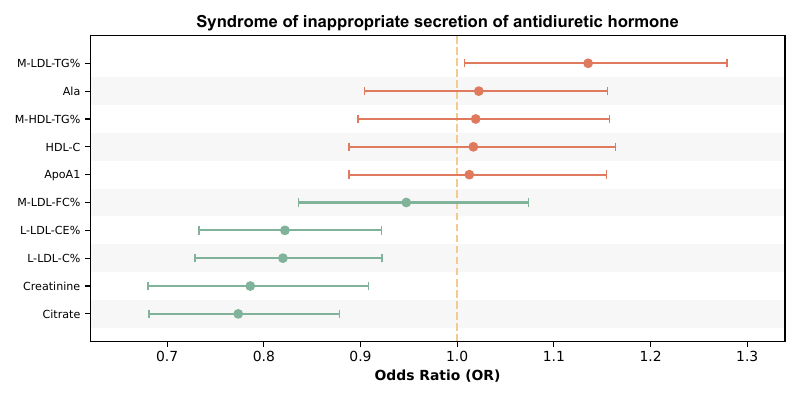 Syndrome of inappropriate secretion of antidiuretic hormone
M-LDL-TG%
Ala
M-HDL-TG%
HDL-C
ApoA1
M-LDL-FC%
L-LDL-CE%
L-LDL-C%
Creatinine
Citrate
0.7 0.8 0.9 1.0 1.1 1.2 1.3
Odds Ratio (OR)